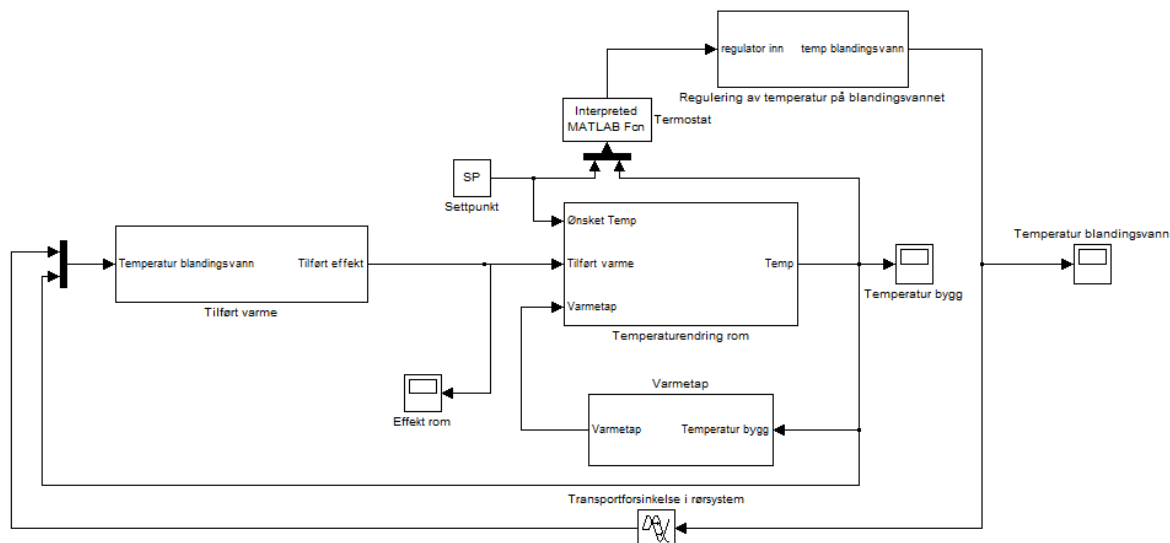 regulator inn temp blandingsvann
Regulering av temperatur på blandingsvannet
Interpreted
MATLAB Fcn
Termostat
SP
Settpunkt
Ønsket Temp
Tilført varme Temp
Varmetap
Temperaturendring rom
Temperatur blandingsvann Tilført effekt
Tilført varme
Temperatur bygg
Temperatur blandingsvann
Effekt rom
Varmetap
Varmetap Temperatur bygg
Transportforsinkelse i rørsystem